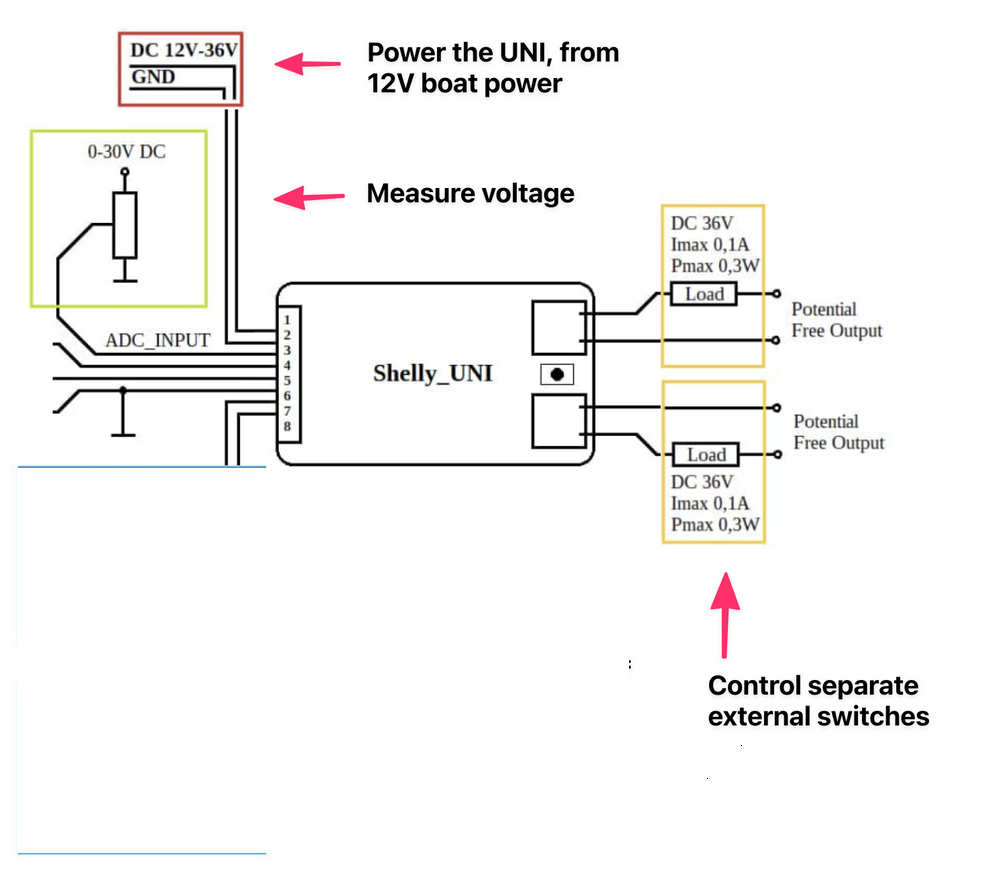 DC 12V-36V
GND
Power the UNI, from
12V boat power
0-30V DC
Measure voltage
ADC_INPUT
1
2
3
4
5
6
7
8
Shelly_UNI
DC 36V
Imax 0,1A
Pmax 0,3W
Load
Potential
Free Output
Potential
Free Output
Load
DC 36V
Imax 0,1A
Pmax 0,3W
Control separate
external switches